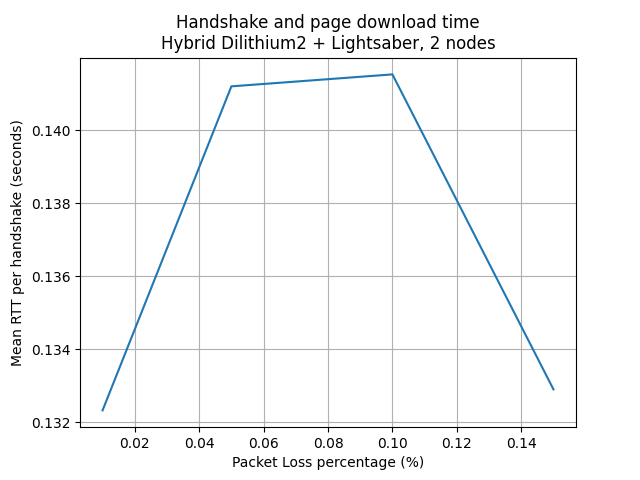 Handshake and page download time
Hybrid Dilithium2 + Lightsaber, 2 nodes
Mean RTT per handshake (seconds)
0.140
0.138
0.136
0.134
0.132
0.02 0.04 0.06 0.08 0.10 0.12 0.14
Packet Loss percentage (%)